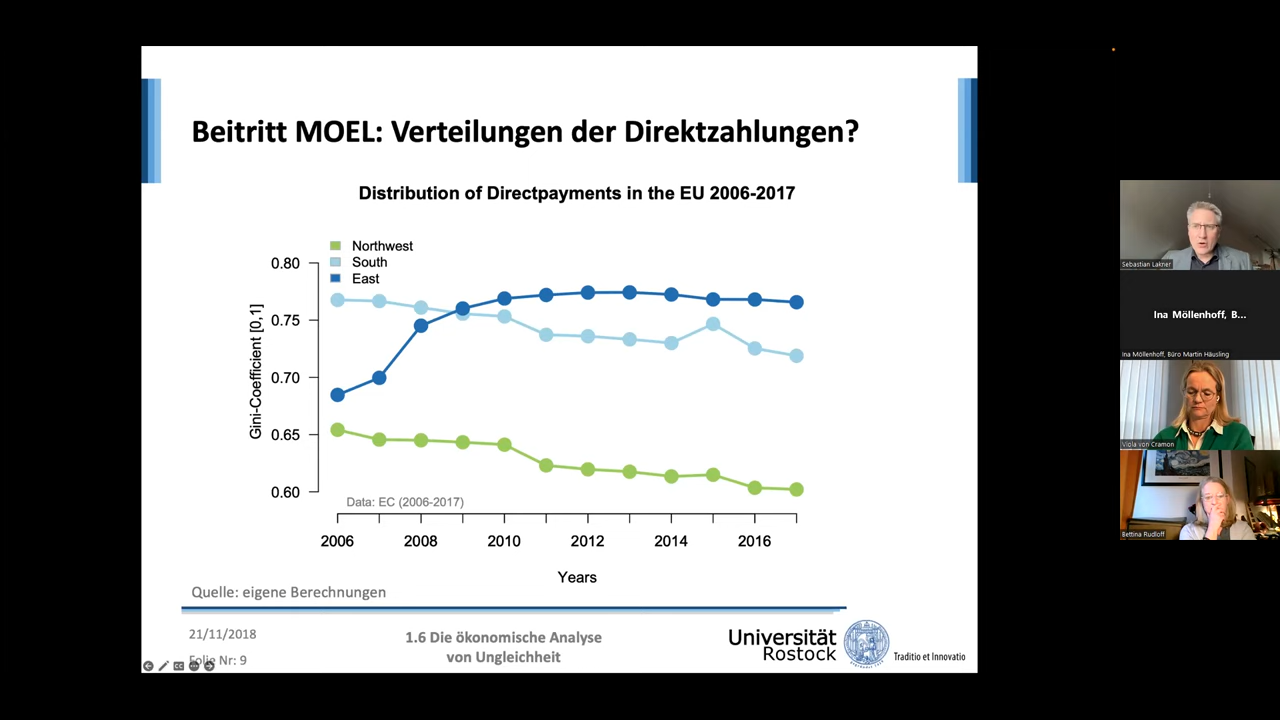 Beitritt MOEL: Verteilungen der Direktzahlungen?
Distribution of Directpayments in the EU 2006-2017
Northwest
South
East
Gini-Coefficient [0,1]
0.80
0.75
0.70
0.65
0.60
Data: EC (2006-2017)
2006 2008 2010 2012 2014 2016
Years
Quelle: eigene Berechnungen
21/11/2018
Folie Nr: 9
1.6 Die ökonomische Analyse
von Ungleichheit
Universität
Rostock
Traditio et Innovatio
Sebastian Lakner
Ina Möllenhoff, B...
Ina Möllenhoff, Büro Martin Häusling
Viola von Cramon
Bettina Rudloff